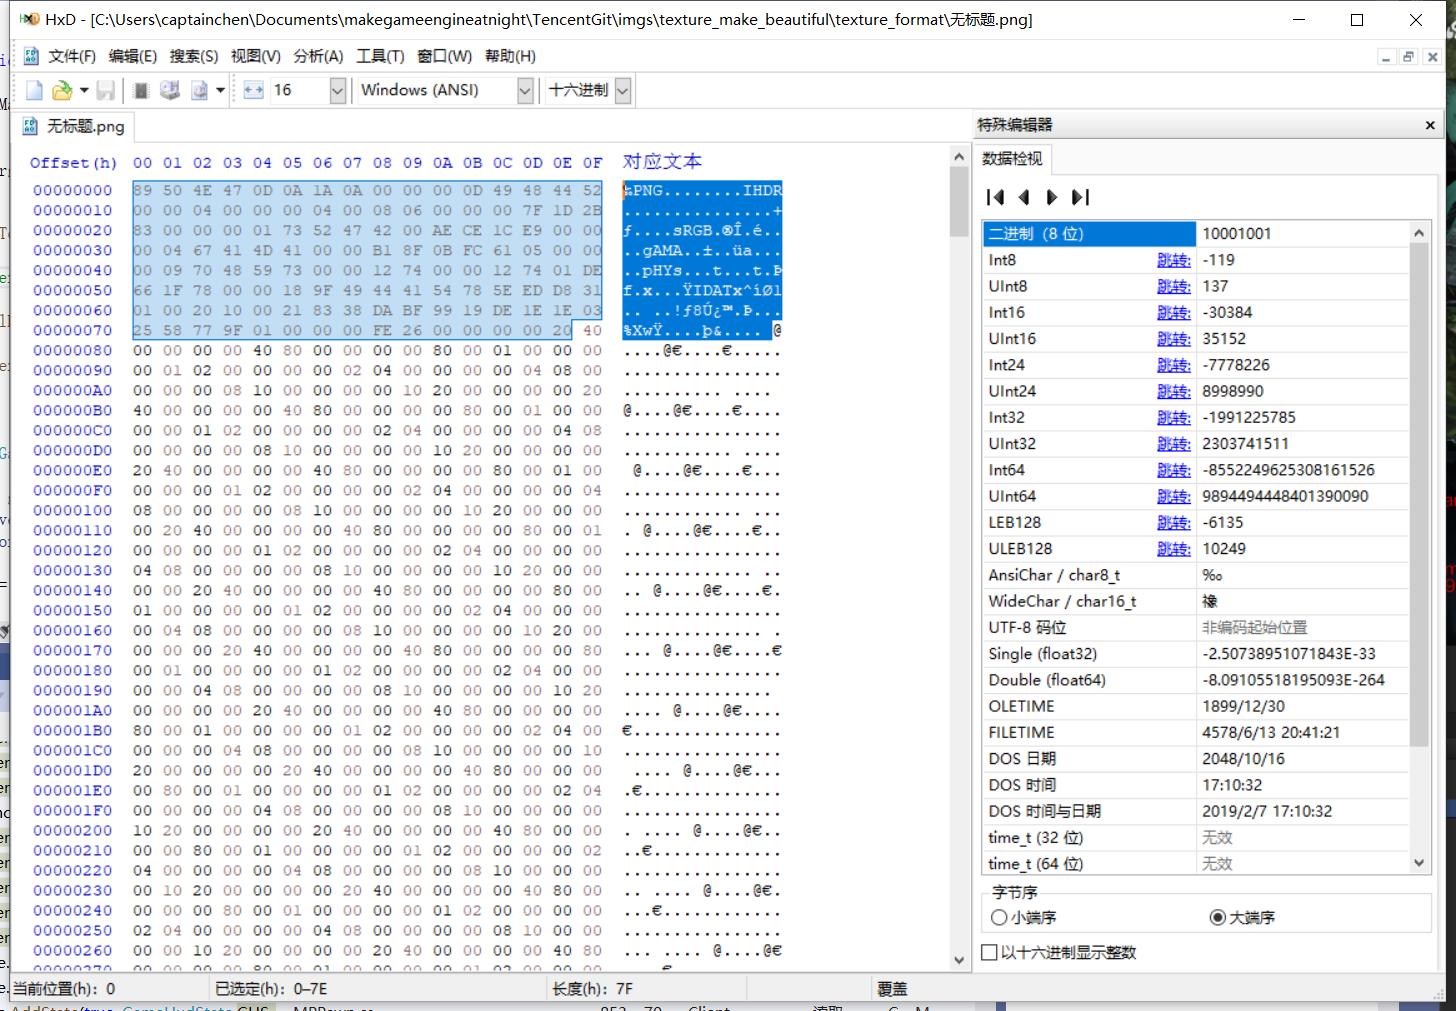 HxD - [C:\Users\captainchen\Documents\makegameengineatnight\TencentGit\imgs\texture_make_beautiful\texture_format\无标题.png]
文件(F) 编辑(E) 搜索(S) 视图(V) 分析(A) 工具(T) 窗口(W) 帮助(H)
16 Windows (ANSI) 十六进制
无标题.png
Offset(h) 00 01 02 03 04 05 06 07 08 09 0A 0B 0C 0D 0E 0F 对应文本
00000000 89 50 4E 47 0D 0A 1A 0A 00 00 00 0D 49 48 44 52 ‰PNG........IHDR
00000010 00 00 04 00 00 00 04 00 08 06 00 00 00 7F 1D 2B ...............+
00000020 83 00 00 00 01 73 52 47 42 00 AE CE 1C E9 00 00 ƒ....sRGB.®Î.é..
00000030 00 04 67 41 4D 41 00 00 B1 8F 0B FC 61 05 00 00 ..gAMA..±..üa...
00000040 00 09 70 48 59 73 00 00 12 74 00 00 12 74 01 DE ..pHYs...t...t.Þ
00000050 66 1F 78 00 00 18 9F 49 44 41 54 78 5E ED D8 31 f.x...ŸIDATx^íØ1
00000060 01 00 20 10 00 21 83 38 DA BF 99 19 DE 1E 1E 03 .. ..!ƒ8Ú¿™.Þ...
00000070 25 58 77 9F 01 00 00 00 FE 26 00 00 00 00 20 40 %XwŸ....þ&.... @
00000080 00 00 00 00 40 80 00 00 00 00 80 00 01 00 00 00 ....@€....€.....
00000090 00 01 02 00 00 00 00 02 04 00 00 00 00 04 08 00 ................
000000A0 00 00 00 08 10 00 00 00 00 10 20 00 00 00 00 20 .......... .... 
000000B0 40 00 00 00 00 40 80 00 00 00 00 80 00 01 00 00 @....@€....€....
000000C0 00 00 01 02 00 00 00 00 02 04 00 00 00 00 04 08 ................
000000D0 00 00 00 00 08 10 00 00 00 00 10 20 00 00 00 00 ........... ....
000000E0 20 40 00 00 00 00 40 80 00 00 00 00 80 00 01 00 @....@€....€...
000000F0 00 00 00 01 02 00 00 00 00 02 04 00 00 00 00 04 ................
00000100 08 00 00 00 00 08 10 00 00 00 00 10 20 00 00 00 ............ ...
00000110 00 20 40 00 00 00 00 40 80 00 00 00 00 80 00 01 . @....@€....€..
00000120 00 00 00 00 01 02 00 00 00 00 02 04 00 00 00 00 ................
00000130 04 08 00 00 00 00 08 10 00 00 00 00 10 20 00 00 ............. ..
00000140 00 00 20 40 00 00 00 00 40 80 00 00 00 00 80 00 .. @....@€....€.
00000150 01 00 00 00 00 01 02 00 00 00 00 02 04 00 00 00 ................
00000160 00 04 08 00 00 00 00 08 10 00 00 00 00 10 20 00 .............. .
00000170 00 00 00 20 40 00 00 00 00 40 80 00 00 00 00 80 ... @....@€....€
00000180 00 01 00 00 00 00 01 02 00 00 00 00 02 04 00 00 ................
00000190 00 00 04 08 00 00 00 00 08 10 00 00 00 00 10 20 ............... 
000001A0 00 00 00 00 20 40 00 00 00 00 40 80 00 00 00 00 .... @....@€....
000001B0 80 00 01 00 00 00 00 01 02 00 00 00 00 02 04 00 €...............
000001C0 00 00 00 04 08 00 00 00 00 08 10 00 00 00 00 10 ................
000001D0 20 00 00 00 00 20 40 00 00 00 00 40 80 00 00 00 .... @....@€...
000001E0 00 80 00 01 00 00 00 00 01 02 00 00 00 00 02 04 .€..............
000001F0 00 00 00 00 04 08 00 00 00 00 08 10 00 00 00 00 ................
00000200 10 20 00 00 00 00 20 40 00 00 00 00 40 80 00 00 . .... @....@€..
00000210 00 00 80 00 01 00 00 00 00 01 02 00 00 00 00 02 ..€.............
00000220 04 00 00 00 00 04 08 00 00 00 00 08 10 00 00 00 ................
00000230 00 10 20 00 00 00 00 20 40 00 00 00 00 40 80 00 .. .... @....@€.
00000240 00 00 00 80 00 01 00 00 00 00 01 02 00 00 00 00 ...€............
00000250 02 04 00 00 00 00 04 08 00 00 00 00 08 10 00 00 ................
00000260 00 00 10 20 00 00 00 00 20 40 00 00 00 00 40 80 ... .... @....@€
特殊编辑器
数据检视
二进制（8 位） 10001001
Int8 跳转: -119
UInt8 跳转: 137
Int16 跳转: -30384
UInt16 跳转: 35152
Int24 跳转: -7778226
UInt24 跳转: 8998990
Int32 跳转: -1991225785
UInt32 跳转: 2303741511
Int64 跳转: -8552249625308161526
UInt64 跳转: 9894494448401390090
LEB128 跳转: -6135
ULEB128 跳转: 10249
AnsiChar / char8_t ‰
WideChar / char16_t 襐
UTF-8 码位 非编码起始位置
Single (float32) -2.50738951071843E-33
Double (float64) -8.09105518195093E-264
OLETIME 1899/12/30
FILETIME 4578/6/13 20:41:21
DOS 日期 2048/10/16
DOS 时间 17:10:32
DOS 时间与日期 2019/2/7 17:10:32
time_t (32 位) 无效
time_t (64 位) 无效
字节序
小端序 大端序
以十六进制显示整数
当前位置(h): 0 已选定(h): 0-7E 长度(h): 7F 覆盖